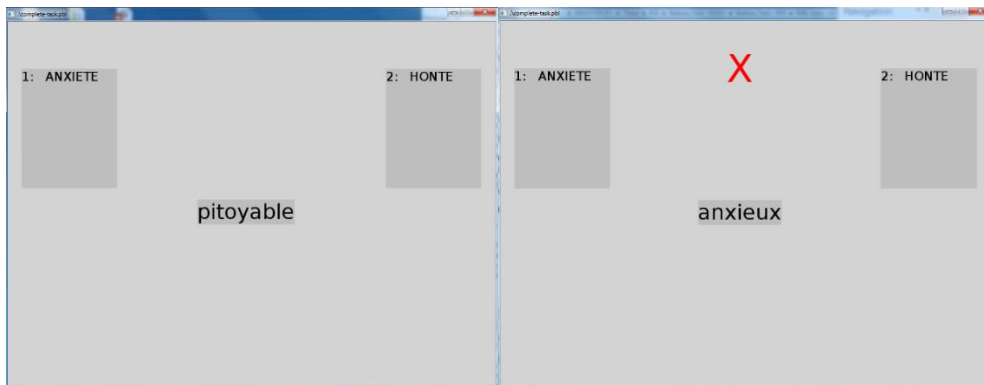 \complete-task.pbl
1: ANXIETE
2: HONTE
pitoyable
\complete-task.pbl
X
1: ANXIETE
2: HONTE
anxieux